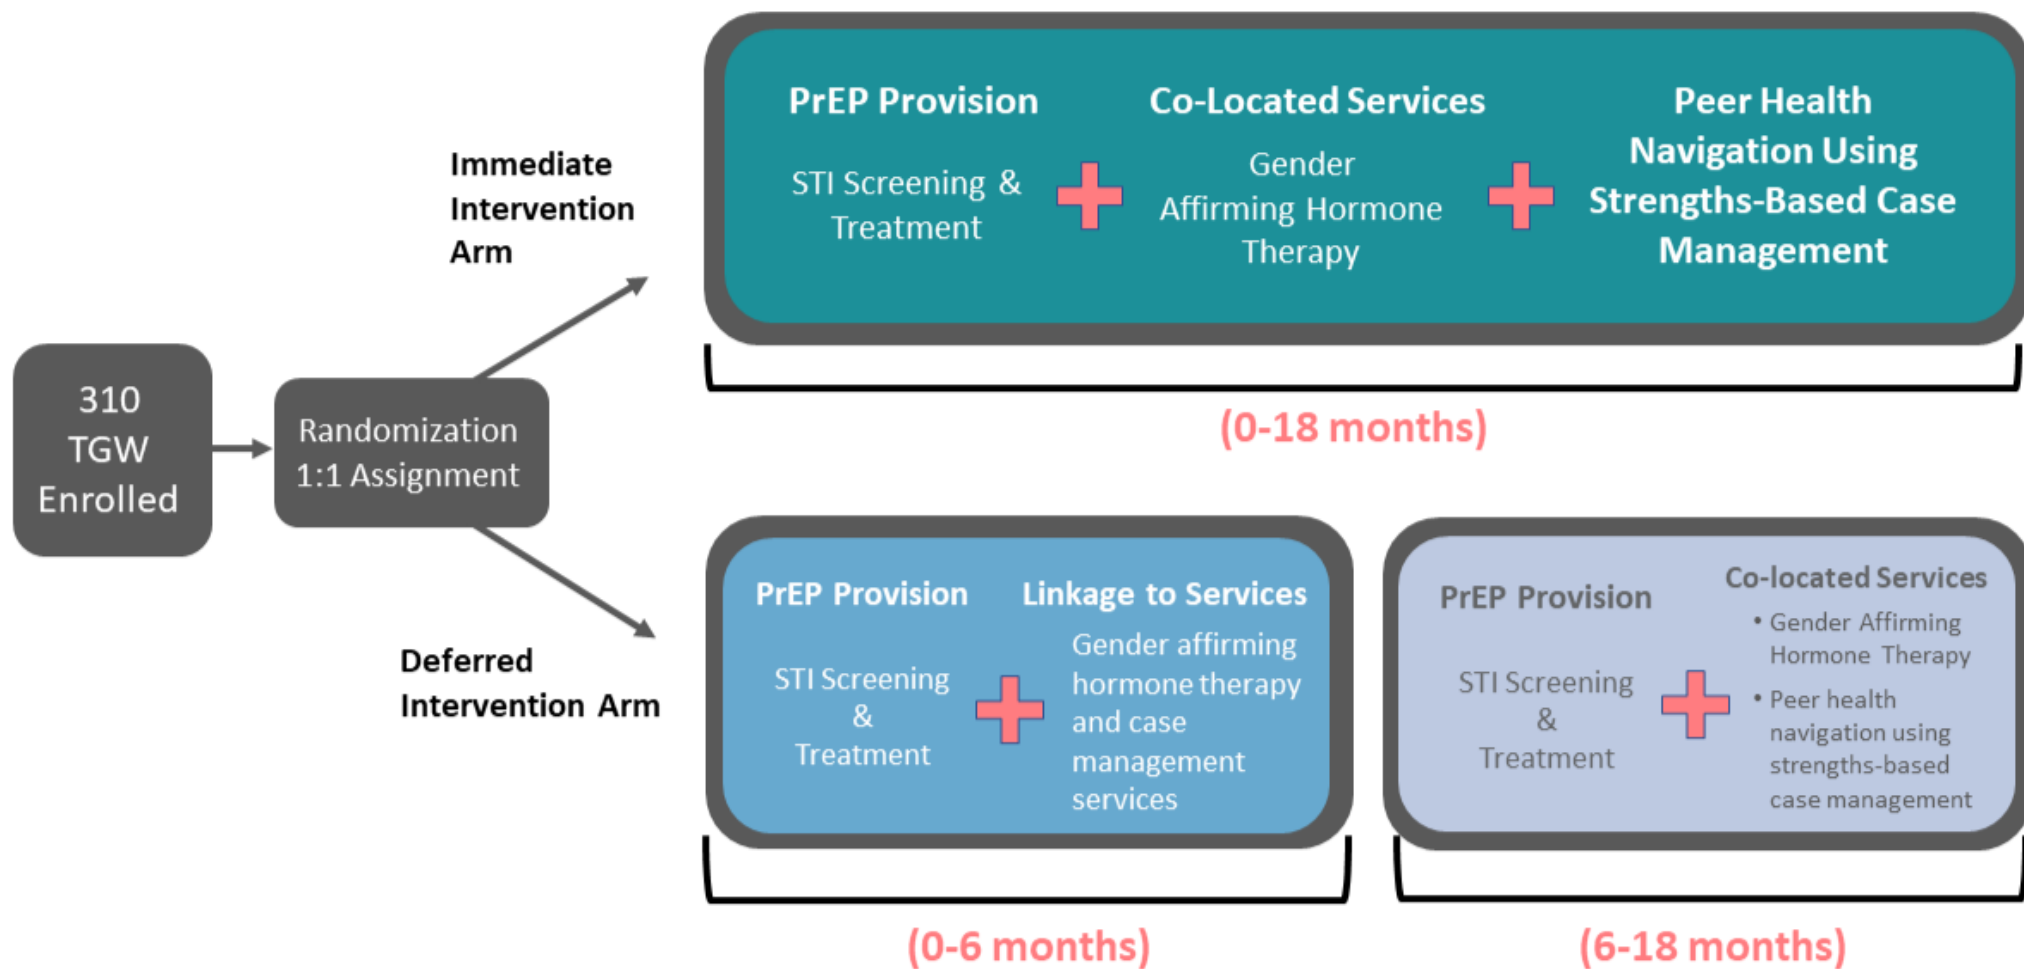 310
TGW
Enrolled
Randomization
1:1 Assignment
Immediate
Intervention
Arm
PrEP Provision
STI Screening &
Treatment
Co-Located Services
Gender
Affirming Hormone
Therapy
Peer Health
Navigation Using
Strengths-Based Case
Management
(0-18 months)
Deferred
Intervention Arm
PrEP Provision
STI Screening
&
Treatment
Linkage to Services
Gender affirming
hormone therapy
and case
management
services
(0-6 months)
PrEP Provision
STI Screening
&
Treatment
Co-located Services
• Gender Affirming
Hormone Therapy
• Peer health
navigation using
strengths-based
case management
(6-18 months)